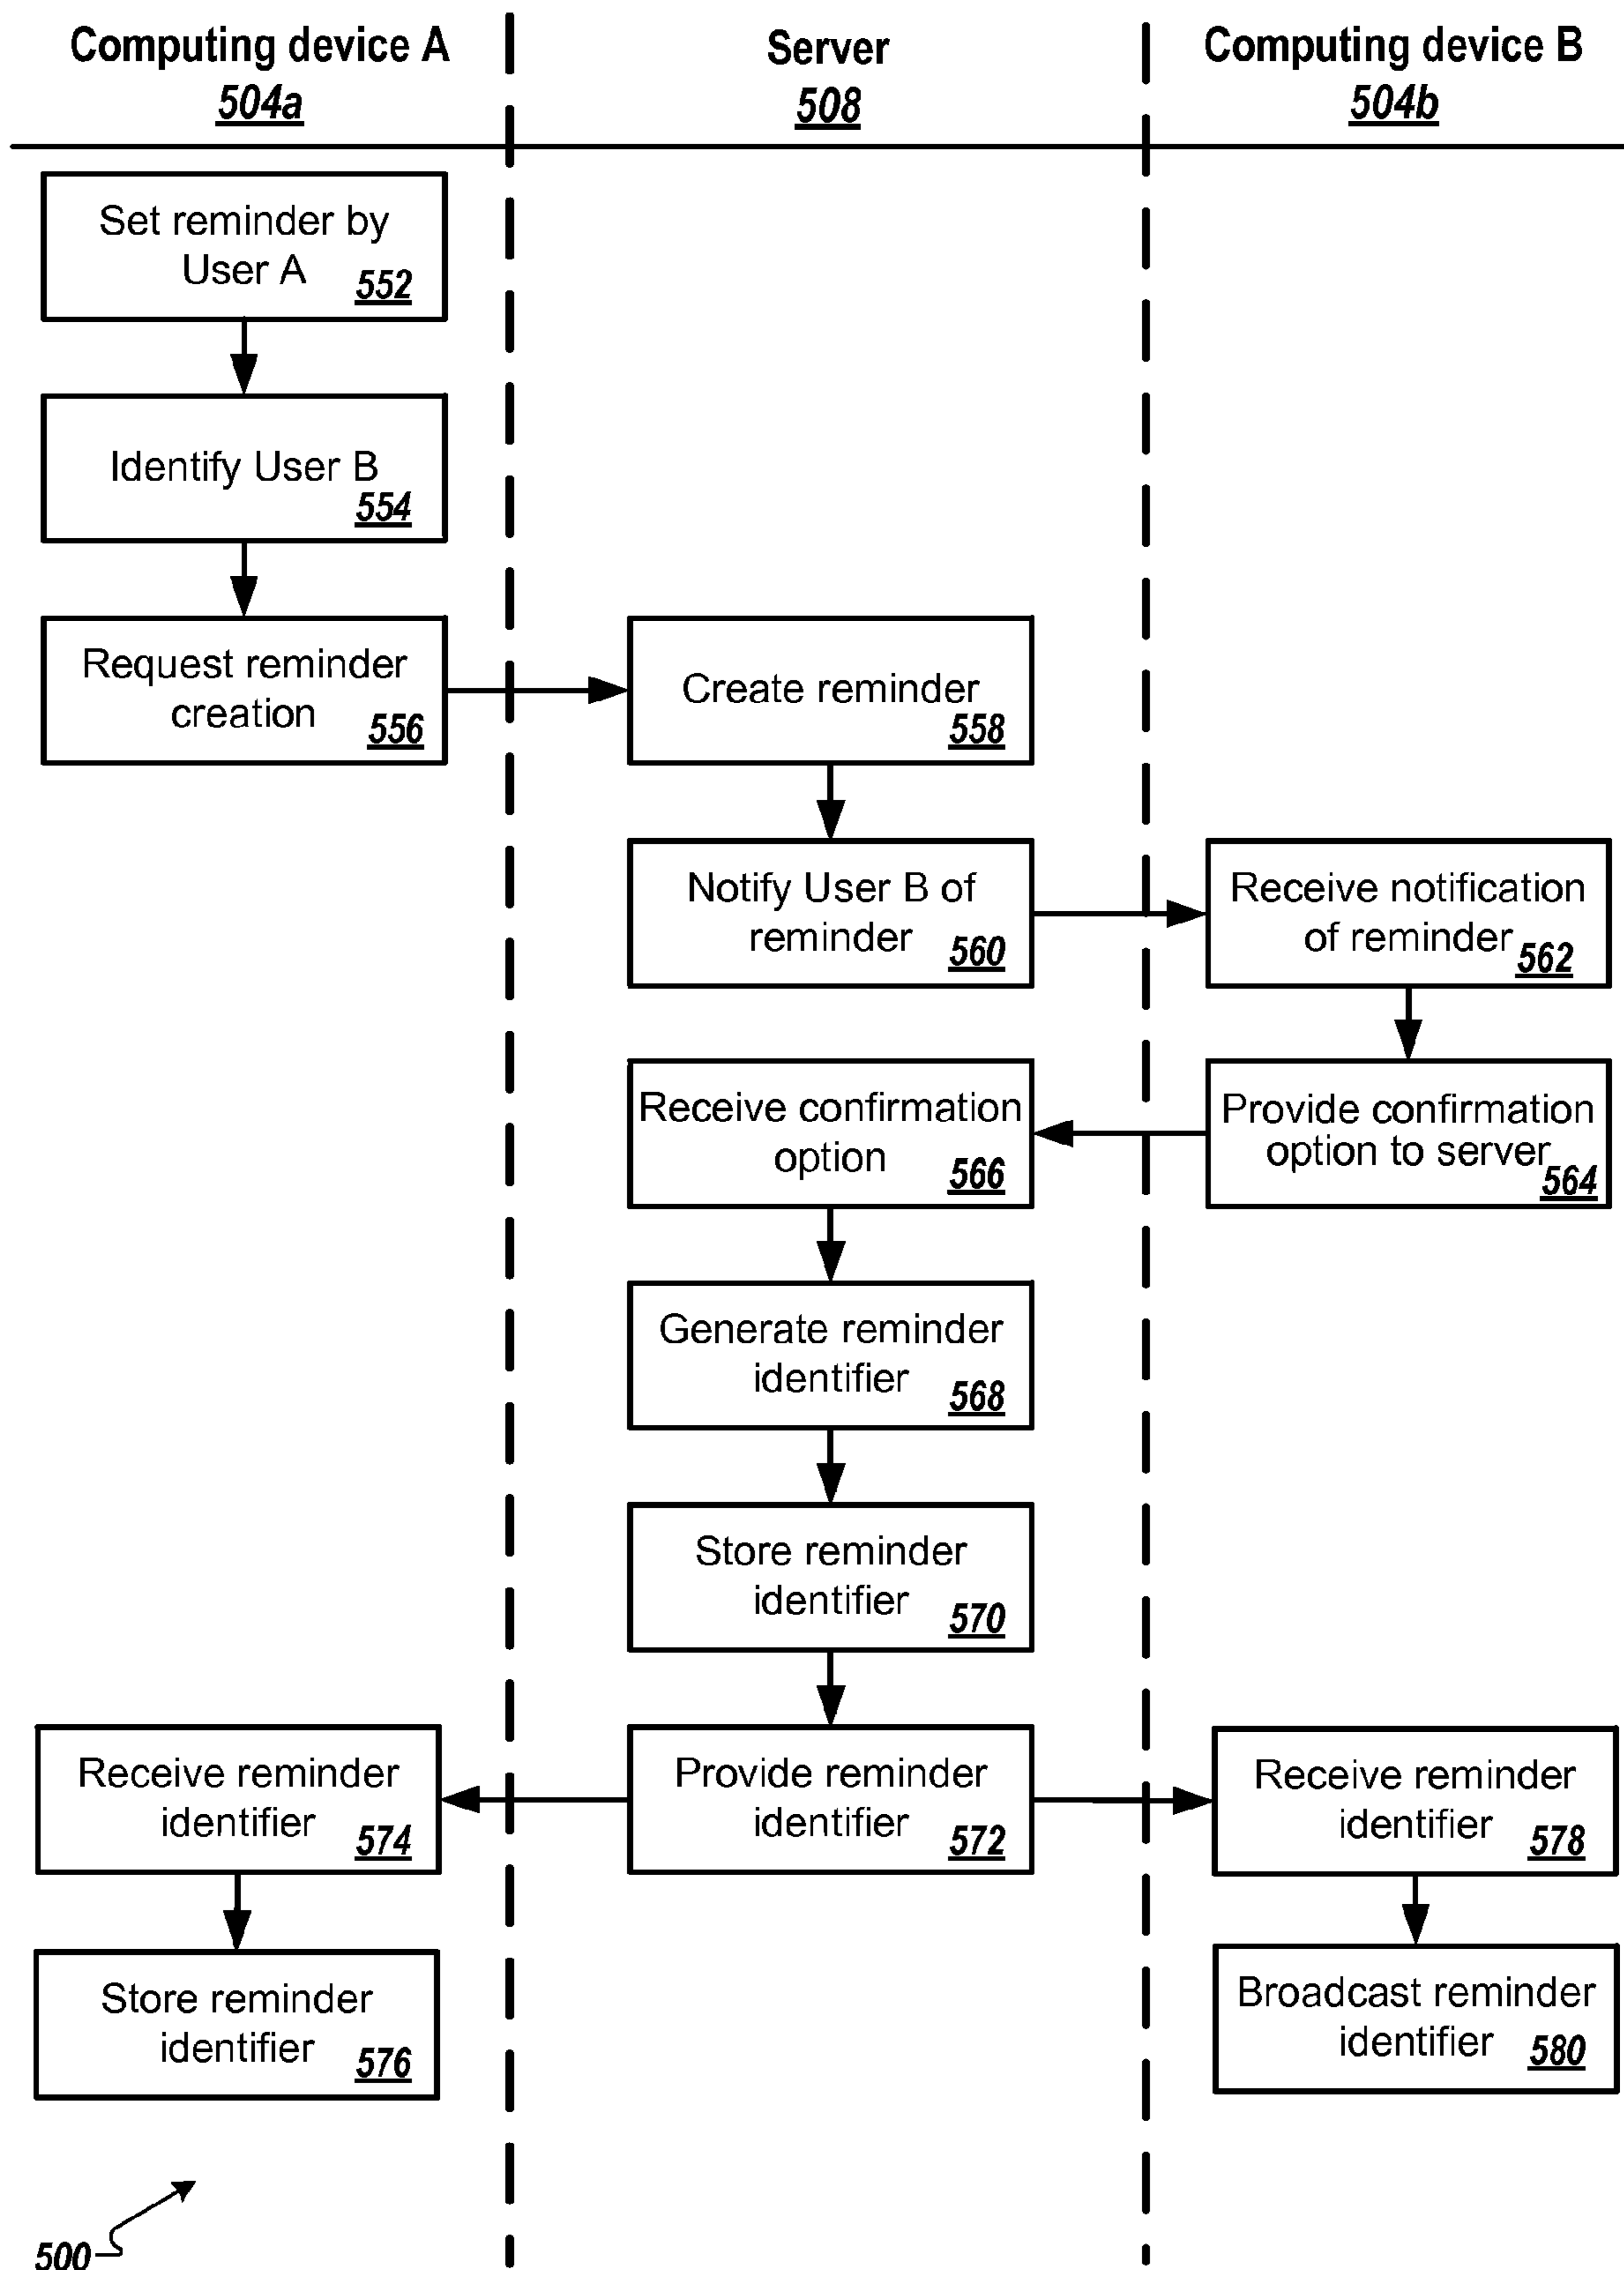 Computing device A
504a
Server
508
Computing device B
504b
Set reminder by
User A
552
Identify User B
554
Request reminder
creation
556
Create reminder
558
Notify User B of
reminder
560
Receive notification
of reminder
562
Receive confirmation
option
566
Provide confirmation
option to server
564
Generate reminder
identifier
568
Store reminder
identifier
570
Receive reminder
identifier
574
Provide reminder
identifier
572
Receive reminder
identifier
578
Store reminder
identifier
576
Broadcast reminder
identifier
580
500